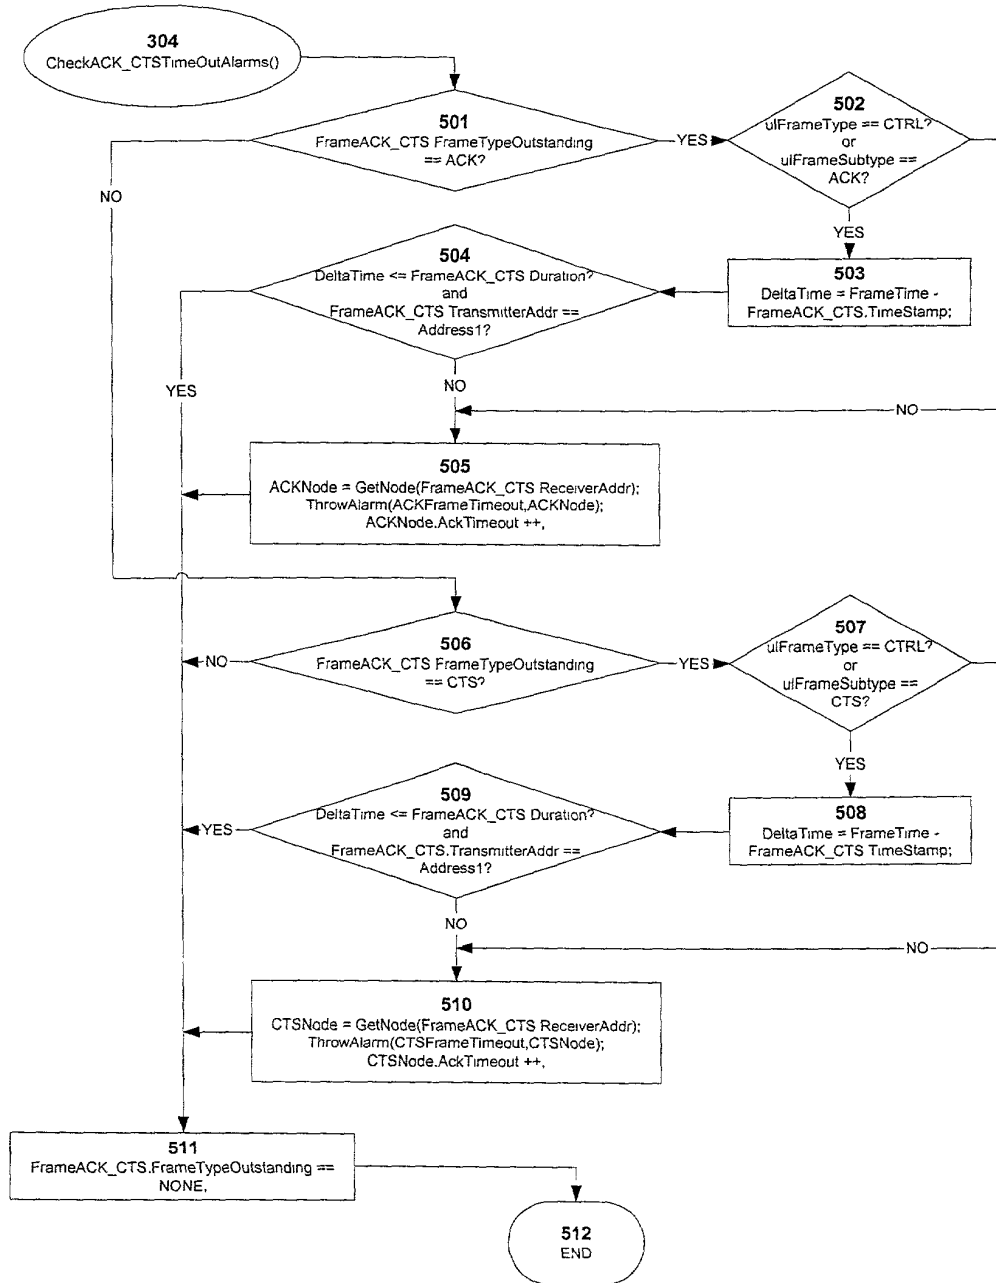 304
CheckACK_CTSTimeOutAlarms()
501
FrameACK_CTS FrameTypeOutstanding
== ACK?
YES
502
ulFrameType == CTRL?
or
ulFrameSubtype ==
ACK?
NO
YES
504
DeltaTime <= FrameACK_CTS Duration?
and
FrameACK_CTS TransmitterAddr ==
Address1?
503
DeltaTime = FrameTime -
FrameACK_CTS.TimeStamp;
YES
NO
NO
505
ACKNode = GetNode(FrameACK_CTS ReceiverAddr);
ThrowAlarm(ACKFrameTimeout,ACKNode);
ACKNode.AckTimeout ++,
506
FrameACK_CTS FrameTypeOutstanding
== CTS?
NO
YES
507
ulFrameType == CTRL?
or
ulFrameSubtype ==
CTS?
YES
509
DeltaTime <= FrameACK_CTS Duration?
and
FrameACK_CTS.TransmitterAddr ==
Address1?
YES
508
DeltaTime = FrameTime -
FrameACK_CTS TimeStamp;
NO
NO
510
CTSNode = GetNode(FrameACK_CTS ReceiverAddr);
ThrowAlarm(CTSFrameTimeout,CTSNode);
CTSNode.AckTimeout ++,
511
FrameACK_CTS.FrameTypeOutstanding ==
NONE,
512
END